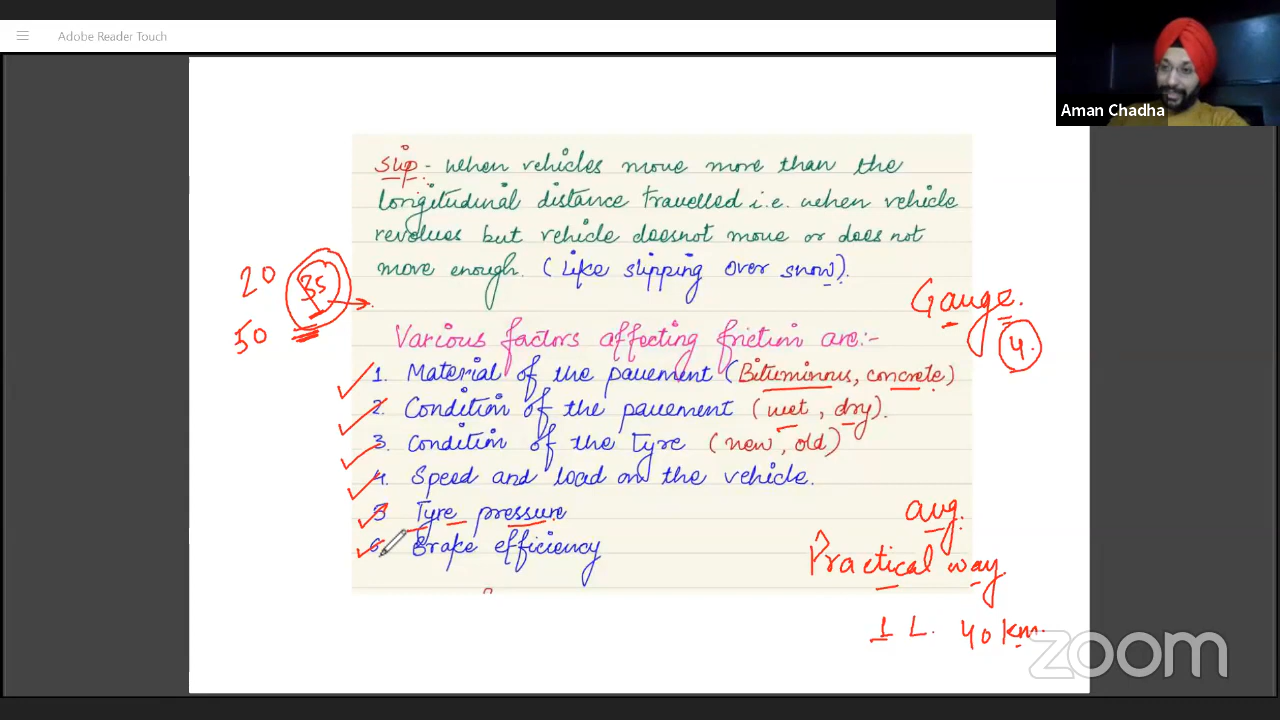 Adobe Reader Touch
Aman Chadha
Slip:- When vehicles move more than the
longitudinal distance travelled i.e. when vehicle
revolves but vehicle doesnot move or does not
move enough. (Like slipping over snow).
20
35
50
Gauge.
4.
Various factors affecting friction are:-
1. Material of the pavement (Bituminous, concrete)
2. Condition of the pavement (wet, dry).
3. Condition of the Tyre (new, old)
4. Speed and load on the vehicle.
5 Tyre pressure
6. Brake efficiency
avg.
Practical way.
1 L. 40 km.
zoom